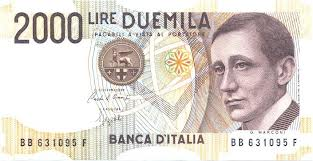 2000 LIRE DUEMILA
PAGABILI A VISTA AL PORTATORE
G. MARCONI
BB 631095 F
BANCA D'ITALIA
BB 631095 F